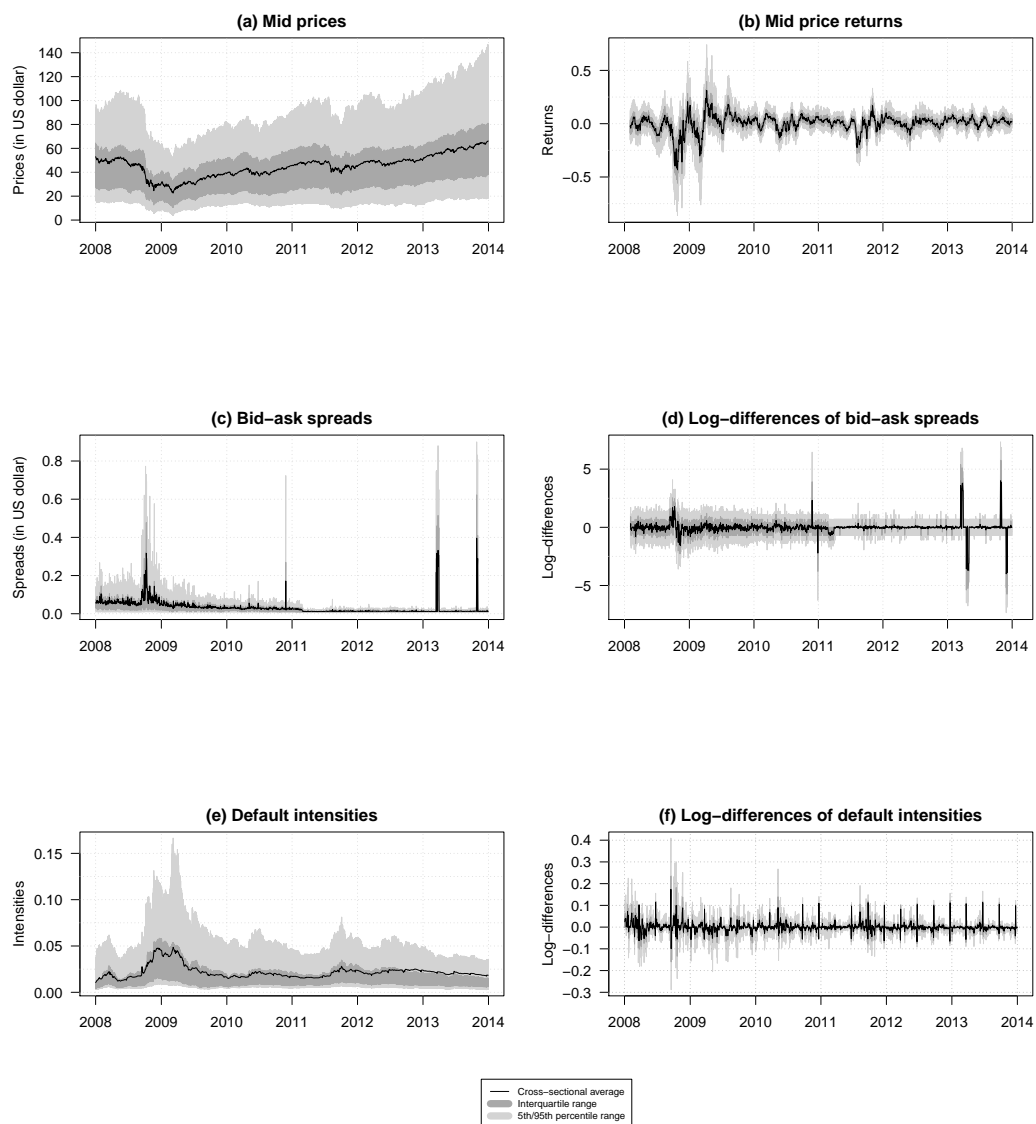 (a) Mid prices
Prices (in US dollar)
140
120
100
80
60
40
20
0
2008 2009 2010 2011 2012 2013 2014
(b) Mid price returns
Returns
0.5
0.0
−0.5
2008 2009 2010 2011 2012 2013 2014
(c) Bid−ask spreads
Spreads (in US dollar)
0.8
0.6
0.4
0.2
0.0
2008 2009 2010 2011 2012 2013 2014
(d) Log−differences of bid−ask spreads
Log−differences
5
0
−5
2008 2009 2010 2011 2012 2013 2014
(e) Default intensities
Intensities
0.15
0.10
0.05
0.00
2008 2009 2010 2011 2012 2013 2014
(f) Log−differences of default intensities
Log−differences
0.4
0.3
0.2
0.1
0.0
−0.1
−0.2
−0.3
2008 2009 2010 2011 2012 2013 2014
Cross−sectional average
Interquartile range
5th/95th percentile range